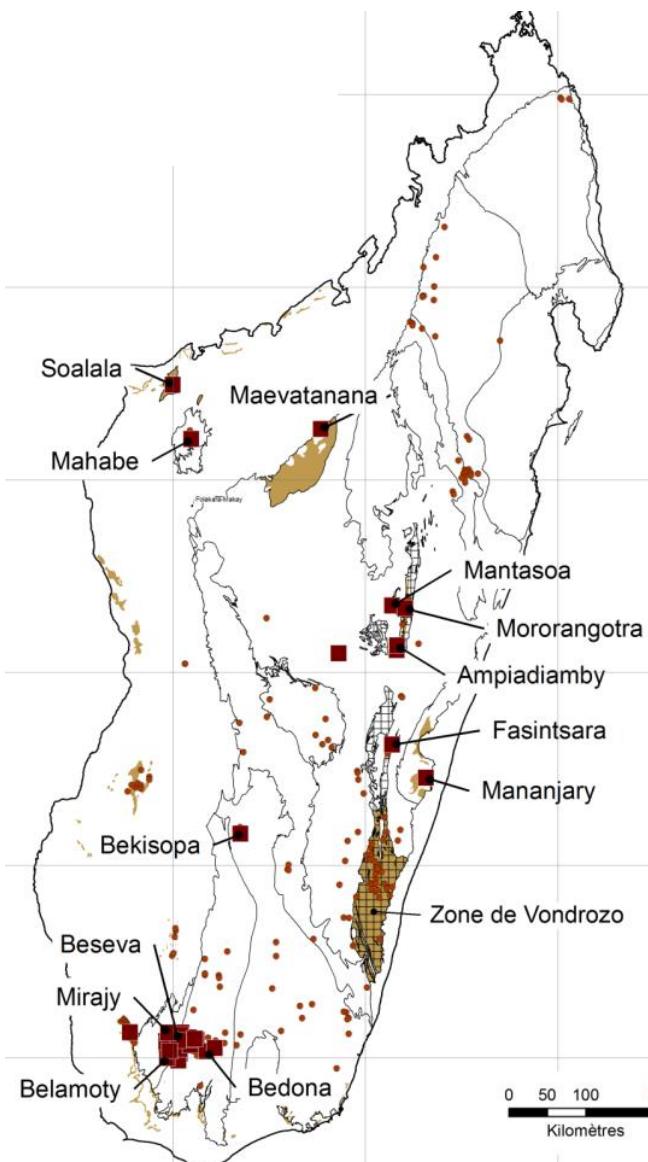 Soalala
Maevatanana
Mahabe
Mantasoa
Mororangotra
Ampiadiamby
Fasintsara
Mananjary
Bekisopa
Zone de Vondrozo
Beseva
Mirajy
Belamoty
Bedona
0 50 100
Kilomètres